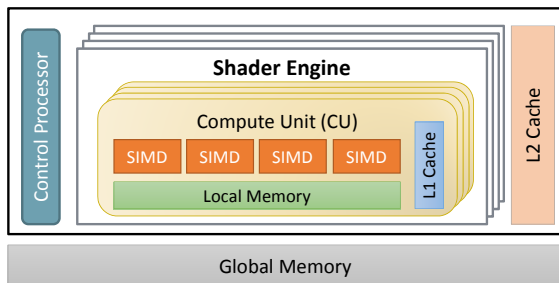 Control Processor
Shader Engine
Compute Unit (CU)
SIMD SIMD SIMD SIMD
Local Memory
L1 Cache
L2 Cache
Global Memory